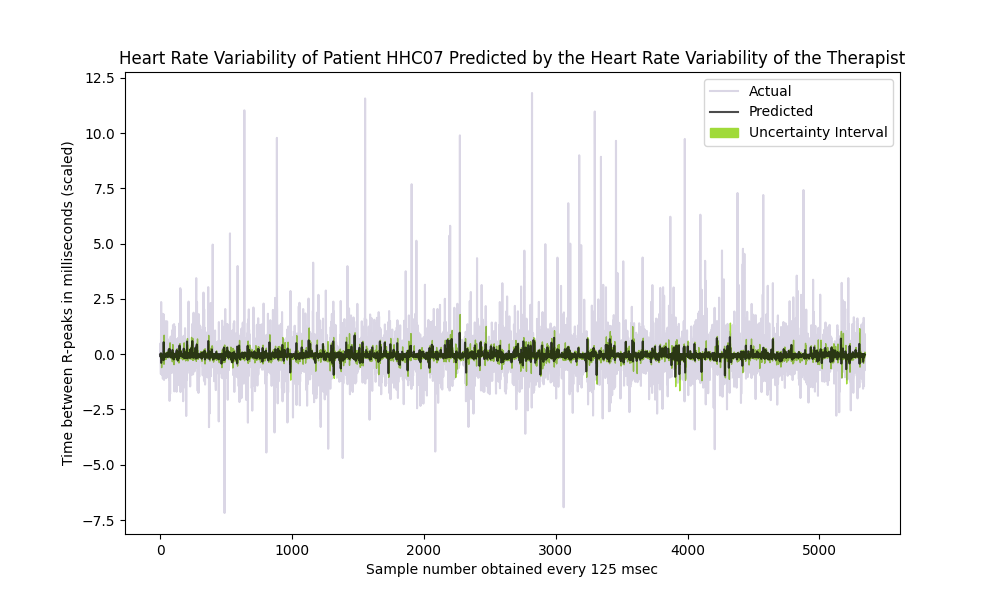 Heart Rate Variability of Patient HHC07 Predicted by the Heart Rate Variability of the Therapist
Actual
Predicted
Uncertainty Interval
Time between R-peaks in milliseconds (scaled)
12.5
10.0
7.5
5.0
2.5
0.0
−2.5
−5.0
−7.5
0 1000 2000 3000 4000 5000
Sample number obtained every 125 msec